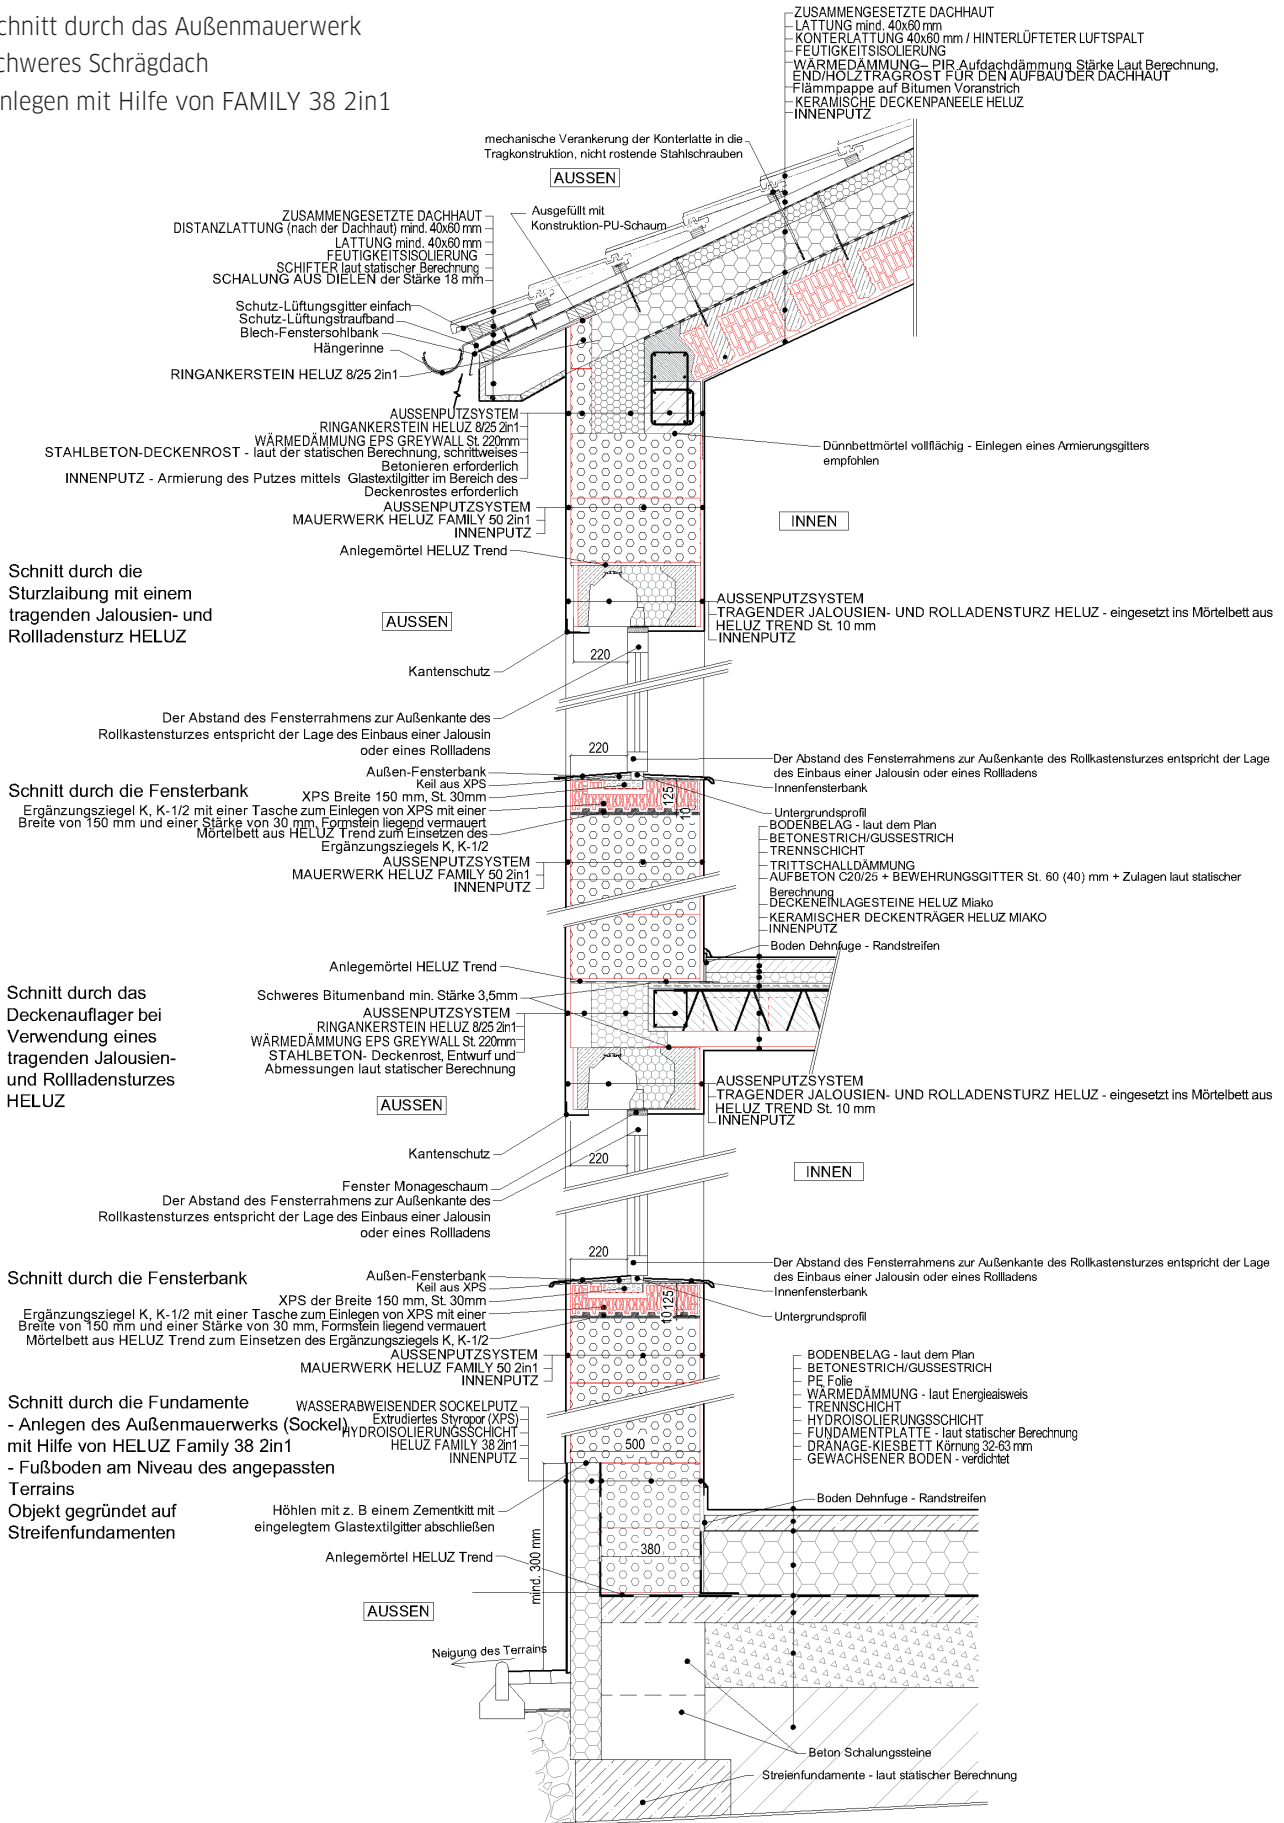 chnitt durch das Außenmauerwerk
chweres Schrägdach
nlegen mit Hilfe von FAMILY 38 2in1
ZUSAMMENGESETZTE DACHHAUT
LATTUNG mind. 40x60 mm
KONTERLATTUNG 40x60 mm / HINTERLÜFTETER LUFTSPALT
FEUTIGKEITSISOLIERUNG
WÄRMEDÄMMUNG– PIR Aufdachdämmung Stärke Laut Berechnung,
END/HOLZTRAGROST FÜR DEN AUFBAU DER DACHHAUT
Flämmpappe auf Bitumen Voranstrich
KERAMISCHE DECKENPANEELE HELUZ
INNENPUTZ
mechanische Verankerung der Konterlatte in die
Tragkonstruktion, nicht rostende Stahlschrauben
AUSSEN
Ausgefüllt mit
Konstruktion-PU-Schaum
ZUSAMMENGESETZTE DACHHAUT
DISTANZLATTUNG (nach der Dachhaut) mind. 40x60 mm
LATTUNG mind. 40x60 mm
FEUTIGKEITSISOLIERUNG
SCHIFTER laut statischer Berechnung
SCHALUNG AUS DIELEN der Stärke 18 mm
Schutz-Lüftungsgitter einfach
Schutz-Lüftungstraufband
Blech-Fenstersohlbank
Hängerinne
RINGANKERSTEIN HELUZ 8/25 2in1
AUSSENPUTZSYSTEM
RINGANKERSTEIN HELUZ 8/25 2in1
WÄRMEDÄMMUNG EPS GREYWALL St. 220mm
STAHLBETON-DECKENROST - laut der statischen Berechnung, schrittweises
Betonieren erforderlich
INNENPUTZ - Armierung des Putzes mittels Glastextilgitter im Bereich des
Deckenrostes erforderlich
Dünnbettmörtel vollflächig - Einlegen eines Armierungsgitters
empfohlen
AUSSENPUTZSYSTEM
MAUERWERK HELUZ FAMILY 50 2in1
INNENPUTZ
INNEN
Anlegemörtel HELUZ Trend
Schnitt durch die
Sturzlaibung mit einem
tragenden Jalousien- und
Rollladensturz HELUZ
AUSSEN
AUSSENPUTZSYSTEM
TRAGENDER JALOUSIEN- UND ROLLADENSTURZ HELUZ - eingesetzt ins Mörtelbett aus
HELUZ TREND St. 10 mm
INNENPUTZ
220
Kantenschutz
Der Abstand des Fensterrahmens zur Außenkante des
Rollkastensturzes entspricht der Lage des Einbaus einer Jalousin
oder eines Rollladens
220
Der Abstand des Fensterrahmens zur Außenkante des Rollkastensturzes entspricht der Lage
des Einbaus einer Jalousin oder eines Rollladens
Innenfensterbank
Untergrundsprofil
Schnitt durch die Fensterbank
Außen-Fensterbank
Keil aus XPS
XPS Breite 150 mm, St. 30mm
Ergänzungsziegel K, K-1/2 mit einer Tasche zum Einlegen von XPS mit einer
Breite von 150 mm und einer Stärke von 30 mm, Formstein liegend vermauert
Mörtelbett aus HELUZ Trend zum Einsetzen des
Ergänzungsziegels K, K-1/2
125
10
AUSSENPUTZSYSTEM
MAUERWERK HELUZ FAMILY 50 2in1
INNENPUTZ
BODENBELAG - laut dem Plan
BETONESTRICH/GUSSESTRICH
TRENNSCHICHT
TRITTSCHALLDÄMMUNG
AUFBETON C20/25 + BEWEHRUNGSGITTER St. 60 (40) mm + Zulagen laut statischer
Berechnung
DECKENEINLAGESTEINE HELUZ Miako
KERAMISCHER DECKENTRÄGER HELUZ MIAKO
INNENPUTZ
Boden Dehnfuge - Randstreifen
Schnitt durch das
Deckenauflager bei
Verwendung eines
tragenden Jalousien-
und Rollladensturzes
HELUZ
Anlegemörtel HELUZ Trend
Schweres Bitumenband min. Stärke 3,5mm
AUSSENPUTZSYSTEM
RINGANKERSTEIN HELUZ 8/25 2in1
WÄRMEDÄMMUNG EPS GREYWALL St. 220mm
STAHLBETON- Deckenrost, Entwurf und
Abmessungen laut statischer Berechnung
AUSSEN
AUSSENPUTZSYSTEM
TRAGENDER JALOUSIEN- UND ROLLADENSTURZ HELUZ - eingesetzt ins Mörtelbett aus
HELUZ TREND St. 10 mm
INNENPUTZ
Kantenschutz
220
INNEN
Fenster Monageschaum
Der Abstand des Fensterrahmens zur Außenkante des
Rollkastensturzes entspricht der Lage des Einbaus einer Jalousin
oder eines Rollladens
220
Der Abstand des Fensterrahmens zur Außenkante des Rollkastensturzes entspricht der Lage
des Einbaus einer Jalousin oder eines Rollladens
Innenfensterbank
Untergrundsprofil
Schnitt durch die Fensterbank
Außen-Fensterbank
Keil aus XPS
XPS der Breite 150 mm, St. 30mm
Ergänzungsziegel K, K-1/2 mit einer Tasche zum Einlegen von XPS mit einer
Breite von 150 mm und einer Stärke von 30 mm, Formstein liegend vermauert
Mörtelbett aus HELUZ Trend zum Einsetzen des Ergänzungsziegels K, K-1/2
125
10
AUSSENPUTZSYSTEM
MAUERWERK HELUZ FAMILY 50 2in1
INNENPUTZ
Schnitt durch die Fundamente
- Anlegen des Außenmauerwerks (Sockel)
mit Hilfe von HELUZ Family 38 2in1
- Fußboden am Niveau des angepassten
Terrains
Objekt gegründet auf
Streifenfundamenten
WASSERABWEISENDER SOCKELPUTZ
Extrudiertes Styropor (XPS)
HYDROISOLIERUNGSSCHICHT
HELUZ FAMILY 38 2in1
INNENPUTZ
500
BODENBELAG - laut dem Plan
BETONESTRICH/GUSSESTRICH
PE Folie
WÄRMEDÄMMUNG - laut Energieaisweis
TRENNSCHICHT
HYDROISOLIERUNGSSCHICHT
FUNDAMENTPLATTE - laut statischer Berechnung
DRÄNAGE-KIESBETT Körnung 32-63 mm
GEWACHSENER BODEN - verdichtet
Boden Dehnfuge - Randstreifen
Höhlen mit z. B einem Zementkitt mit
eingelegtem Glastextilgitter abschließen
Anlegemörtel HELUZ Trend
380
mind. 300 mm
AUSSEN
Neigung des Terrains
Beton Schalungssteine
Streienfundamente - laut statischer Berechnung